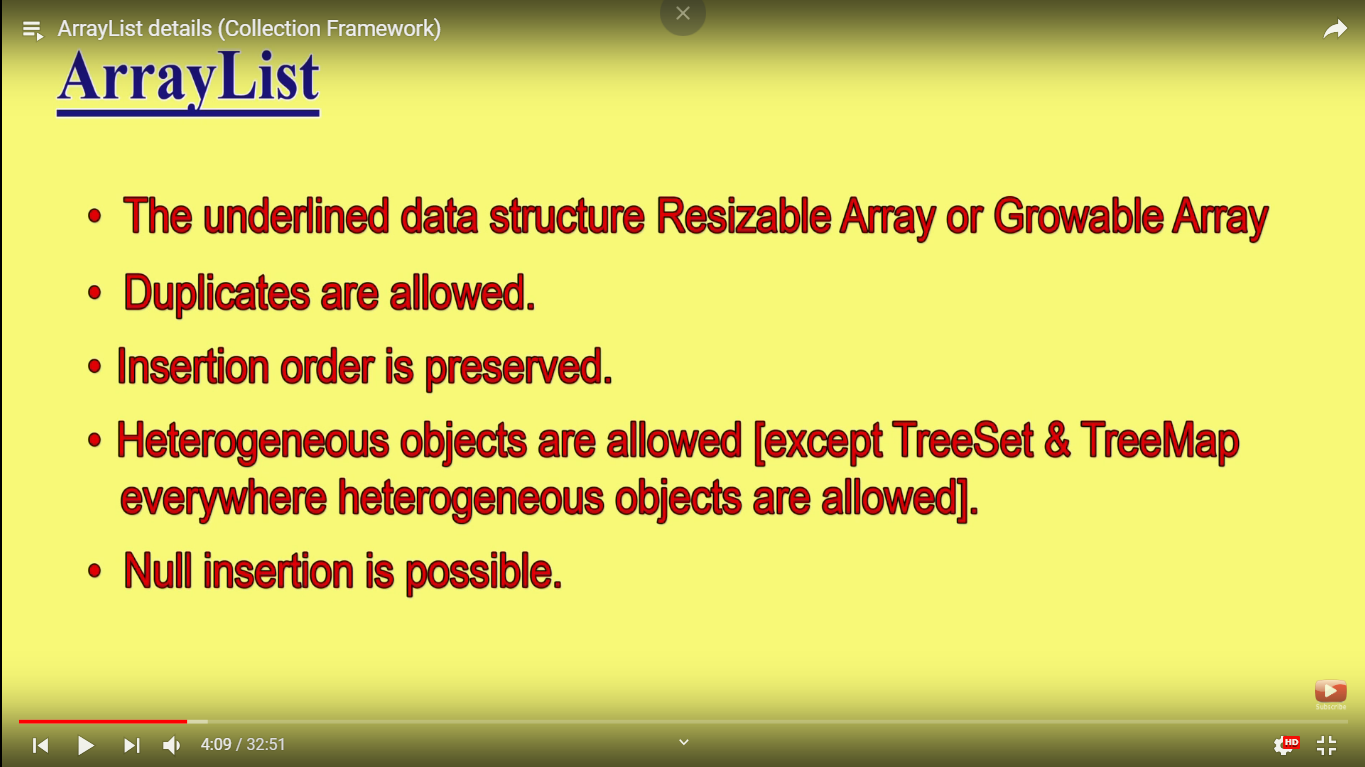 ArrayList details (Collection Framework)
ArrayList
• The underlined data structure Resizable Array or Growable Array
• Duplicates are allowed.
• Insertion order is preserved.
• Heterogeneous objects are allowed [except TreeSet & TreeMap
everywhere heterogeneous objects are allowed].
• Null insertion is possible.
Subscribe
4:09 / 32:51
HD